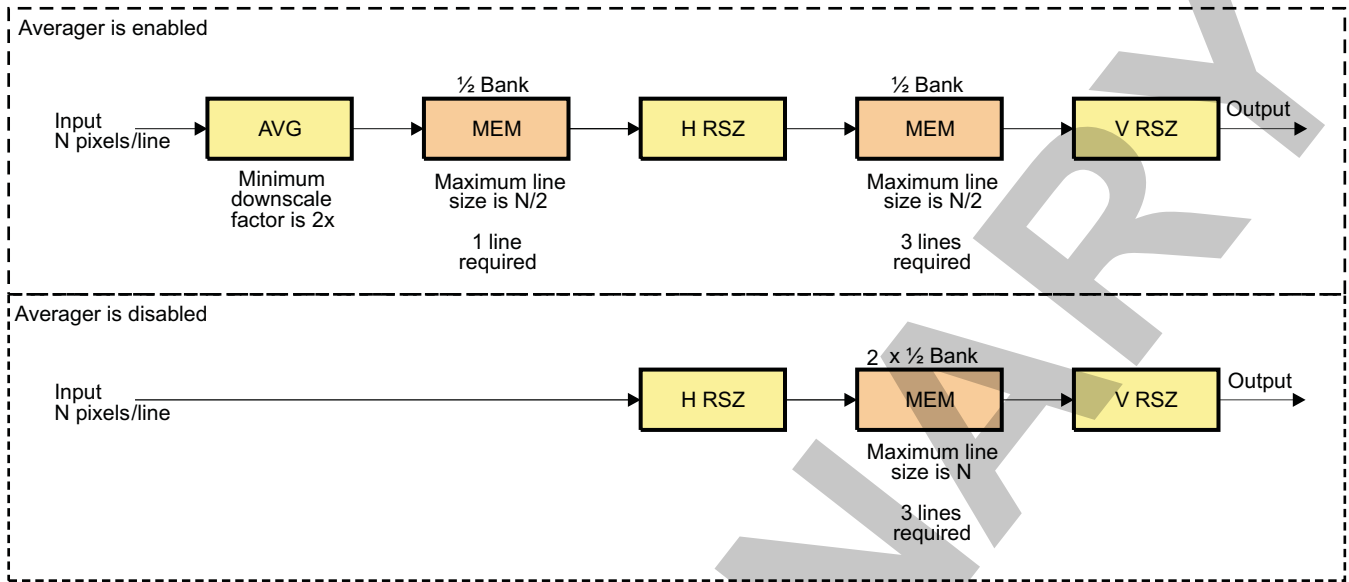 Averager is enabled
½ Bank
½ Bank
Input
N pixels/line
AVG
MEM
H RSZ
MEM
V RSZ
Output
Minimum
downscale
factor is 2x
Maximum line
size is N/2
1 line
required
Maximum line
size is N/2
3 lines
required
Averager is disabled
2 x ½ Bank
Input
N pixels/line
H RSZ
MEM
V RSZ
Output
Maximum line
size is N
3 lines
required
NARY